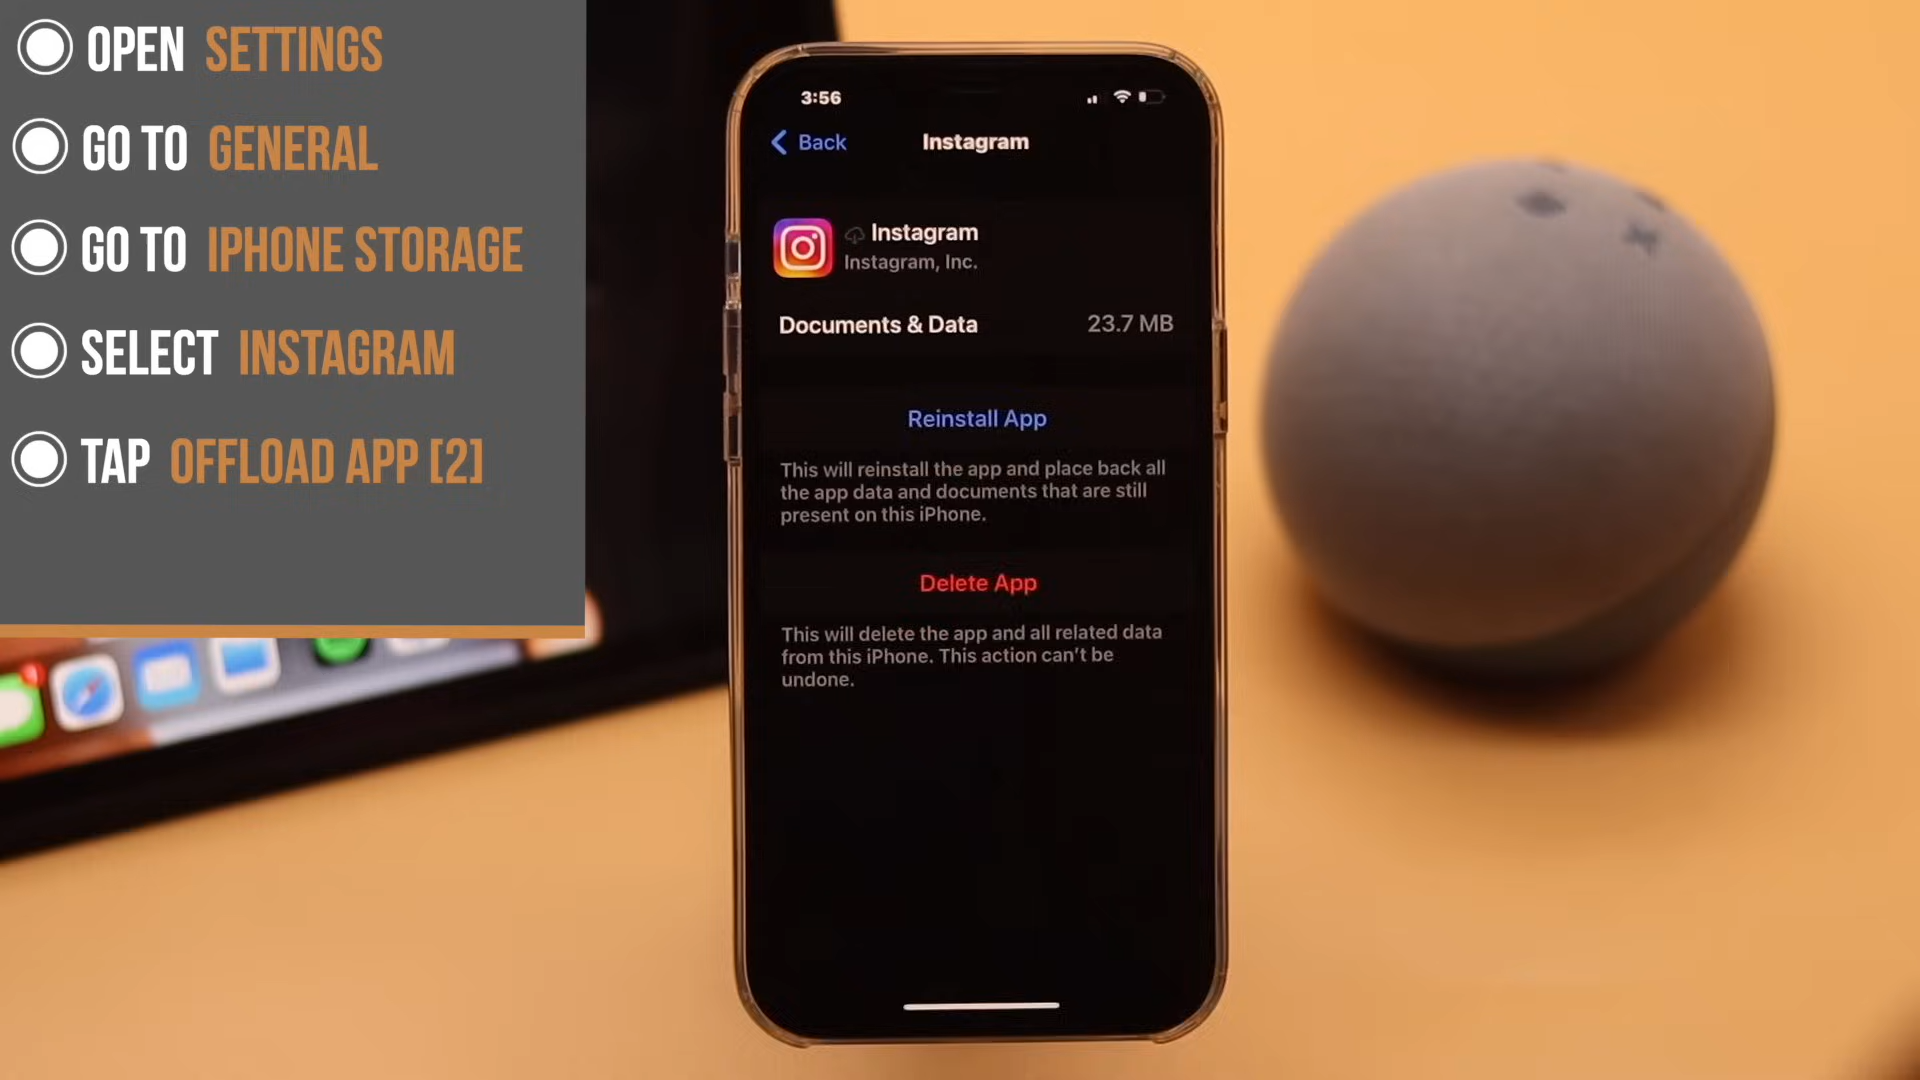 OPEN SETTINGS
GO TO GENERAL
GO TO IPHONE STORAGE
SELECT INSTAGRAM
TAP OFFLOAD APP [2]
3:56
Back
Instagram
Instagram
Instagram, Inc.
Documents & Data 23.7 MB
Reinstall App
This will reinstall the app and place back all
the app data and documents that are still
present on this iPhone.
Delete App
This will delete the app and all related data
from this iPhone. This action can't be
undone.